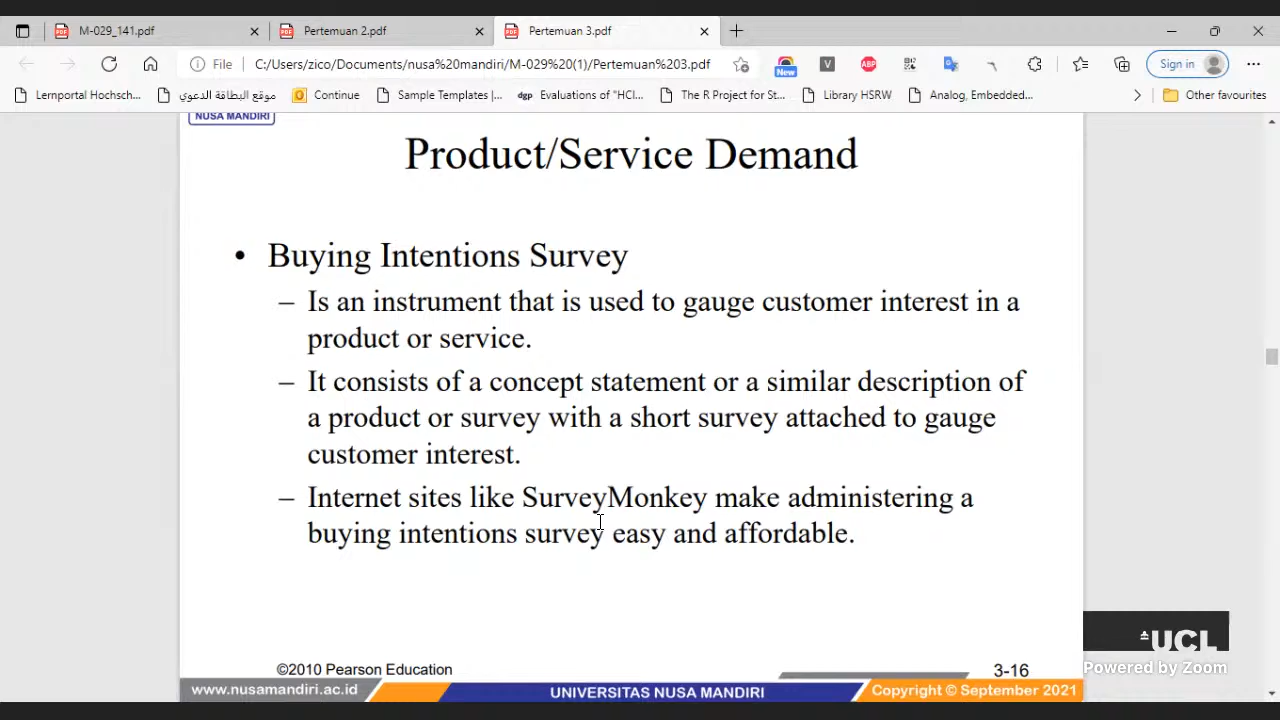 M-029_141.pdf
Pertemuan 2.pdf
Pertemuan 3.pdf
File
C:/Users/zico/Documents/nusa%20mandiri/M-029%20(1)/Pertemuan%203.pdf
New
V
ABP
Sign in
Lernportal Hochsch...
موقع البطاقة الدعوي
Continue
Sample Templates |...
dgp
Evaluations of "HCI...
The R Project for St...
Library HSRW
Analog, Embedded...
Other favourites
NUSA MANDIRI
Product/Service Demand
• Buying Intentions Survey
– Is an instrument that is used to gauge customer interest in a
product or service.
– It consists of a concept statement or a similar description of
a product or survey with a short survey attached to gauge
customer interest.
– Internet sites like SurveyMonkey make administering a
buying intentions survey easy and affordable.
©2010 Pearson Education
3-16
www.nusamandiri.ac.id
UNIVERSITAS NUSA MANDIRI
Copyright © September 2021
UCL
Powered by Zoom